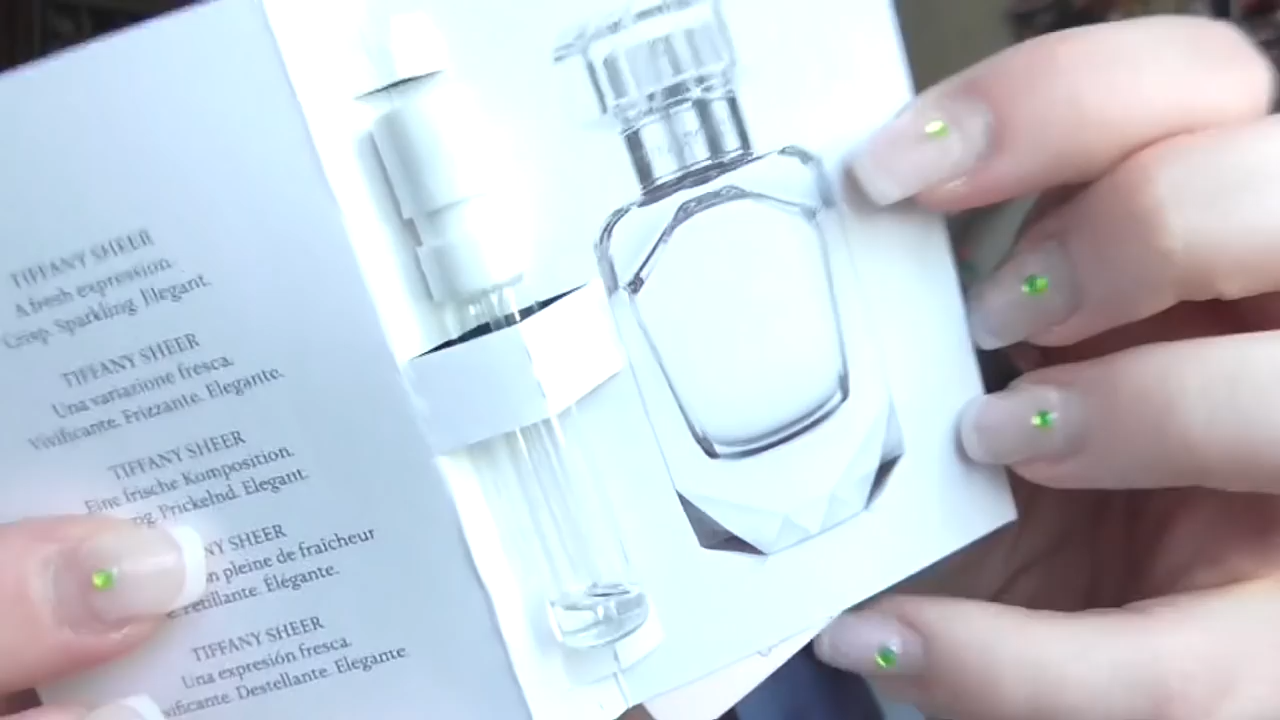 TIFFANY SHEER
A fresh expression.
Crisp. Sparkling. Elegant.
TIFFANY SHEER
Una variazione fresca.
Vivificante. Frizzante. Elegante.
TIFFANY SHEER
Eine frische Komposition.
Prickelnd. Elegant.
SHEER
pleine de fraîcheur
Pétillante. Élégante.
TIFFANY SHEER
Una expresión fresca.
Destellante. Elegante.